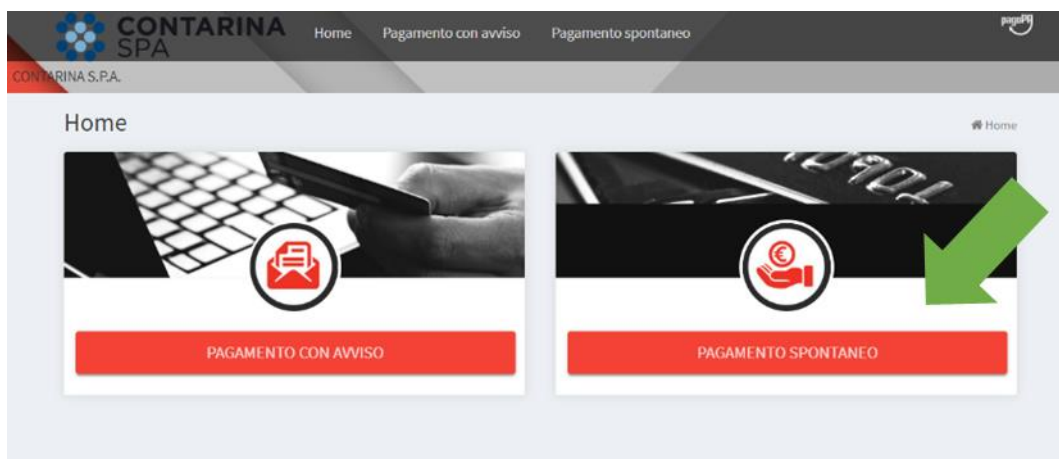 CONTARINA
SPA
Home
Pagamento con avviso
Pagamento spontaneo
pagoPA
CONTARINA S.P.A.
Home
Home
PAGAMENTO CON AVVISO
PAGAMENTO SPONTANEO